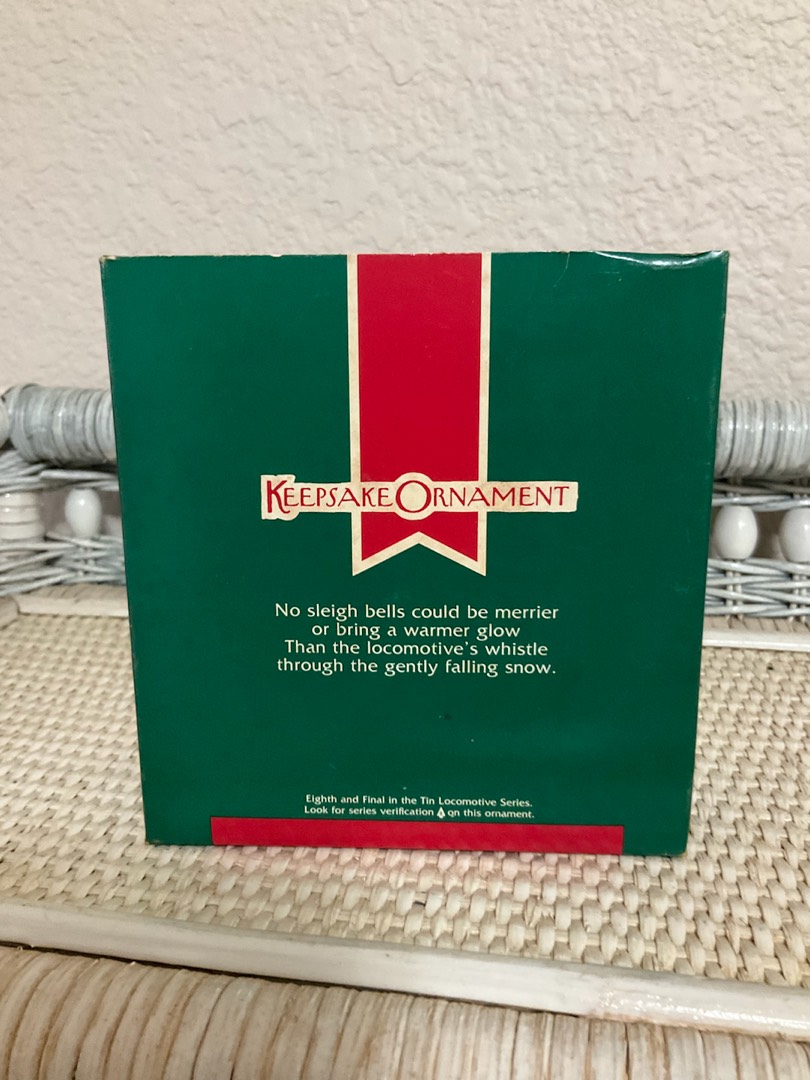 KEEPSAKE ORNAMENT
No sleigh bells could be merrier
or bring a warmer glow
Than the locomotive's whistle
through the gently falling snow.
Eighth and Final in the Tin Locomotive Series.
Look for series verification on this ornament.